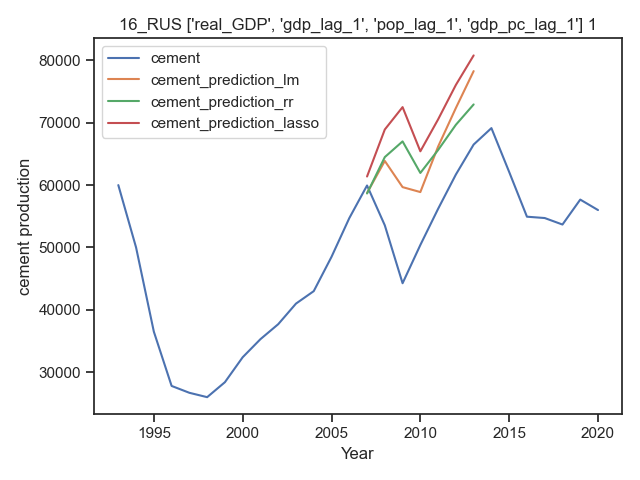 16_RUS ['real_GDP', 'gdp_lag_1', 'pop_lag_1', 'gdp_pc_lag_1'] 1
cement
cement_prediction_lm
cement_prediction_rr
cement_prediction_lasso
cement production
80000
70000
60000
50000
40000
30000
1995
2000
2005
2010
2015
2020
Year